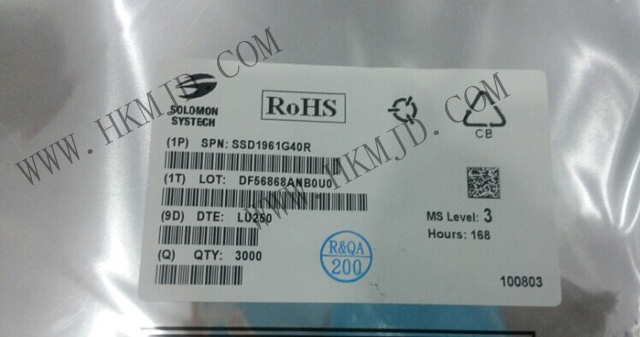 SOLOMON
SYSTECH
RoHS
CB
(1P) SPN: SSD1961G40R
(1T) LOT: DF56868ANB0U0
(9D) DTE: LU250
MS Level: 3
Hours: 168
(Q) QTY: 3000
R&QA
200
100803
WWW.HKMJD.COM
WWW.HKMJD.COM